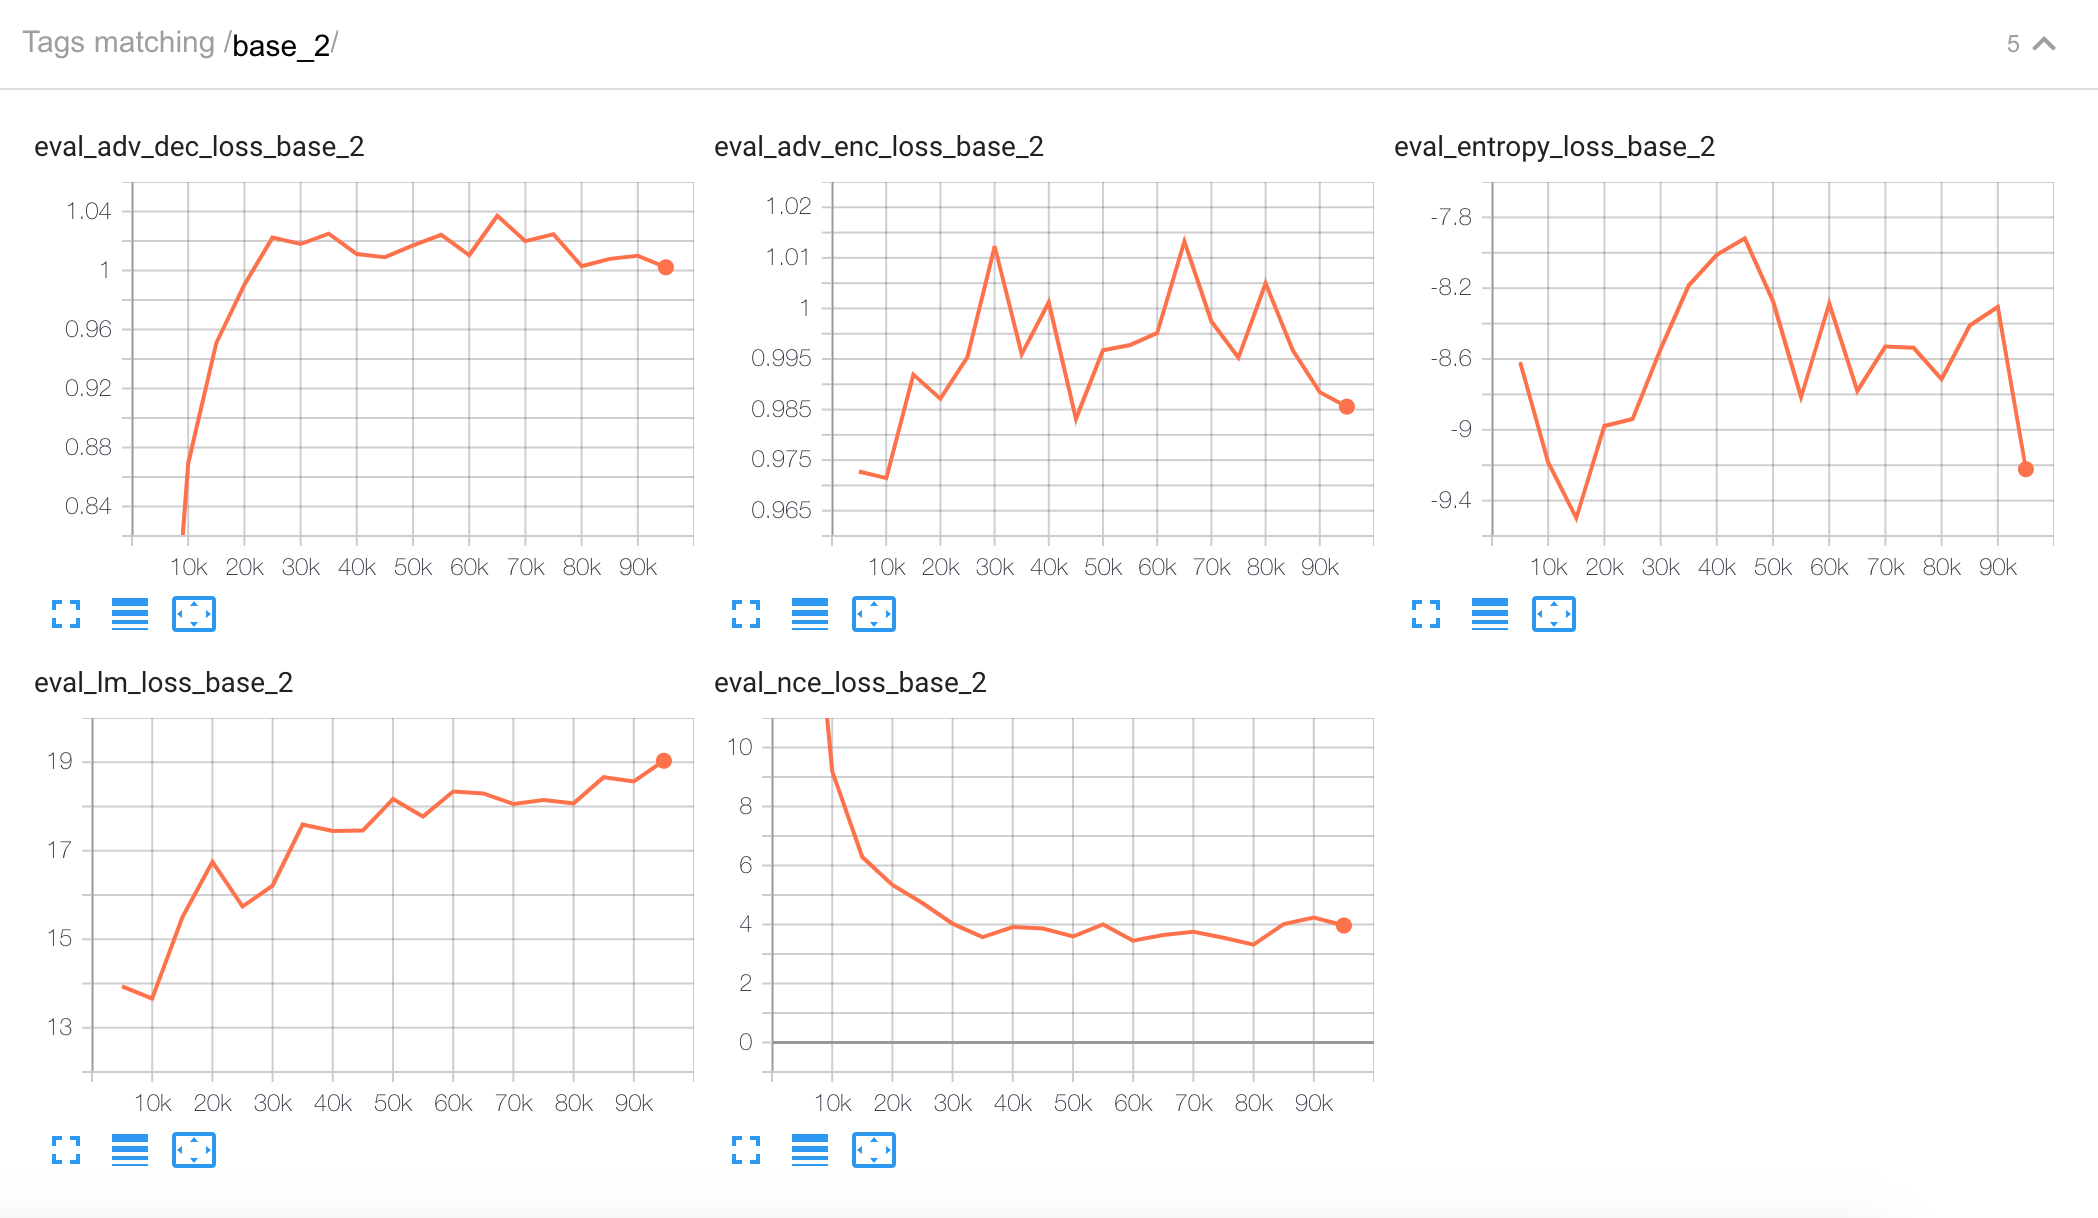 Tags matching /base_2/
5
eval_adv_dec_loss_base_2
1.04
1
0.96
0.92
0.88
0.84
10k 20k 30k 40k 50k 60k 70k 80k 90k
eval_adv_enc_loss_base_2
1.02
1.01
1
0.995
0.985
0.975
0.965
10k 20k 30k 40k 50k 60k 70k 80k 90k
eval_entropy_loss_base_2
-7.8
-8.2
-8.6
-9
-9.4
10k 20k 30k 40k 50k 60k 70k 80k 90k
eval_lm_loss_base_2
19
17
15
13
10k 20k 30k 40k 50k 60k 70k 80k 90k
eval_nce_loss_base_2
10
8
6
4
2
0
10k 20k 30k 40k 50k 60k 70k 80k 90k